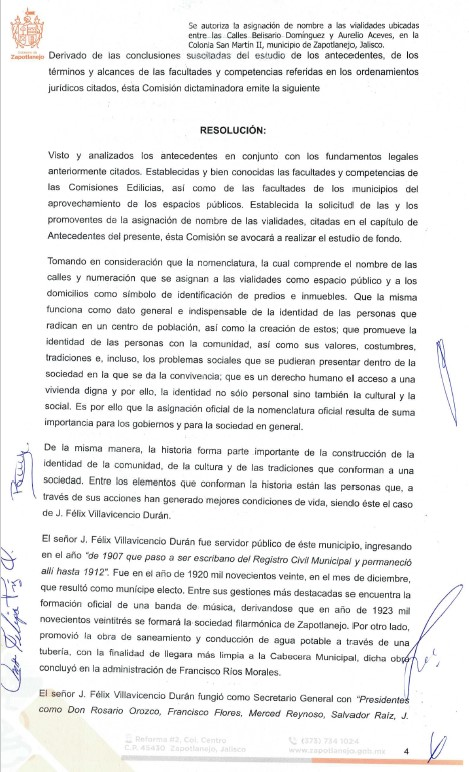 Se autoriza la asignación de nombre a las vialidades ubicadas
entre las Calles Belisario Domínguez y Aurelio Aceves, en la
Colonia San Martín II, municipio de Zapotlanejo, Jalisco.
Zapotlanejo
Derivado de las conclusiones suscitadas del estudio de los antecedentes, de los
términos y alcances de las facultades y competencias referidas en los ordenamientos
jurídicos citados, ésta Comisión dictaminadora emite la siguiente
RESOLUCIÓN:
Visto y analizados los antecedentes en conjunto con los fundamentos legales
anteriormente citados. Establecidas y bien conocidas las facultades y competencias de
las Comisiones Edilicias, así como de las facultades de los municipios del
aprovechamiento de los espacios públicos. Establecida la solicitud de las y los
promoventes de la asignación de nombre de las vialidades, citadas en el capítulo de
Antecedentes del presente, ésta Comisión se avocará a realizar el estudio de fondo.
Tomando en consideración que la nomenclatura, la cual comprende el nombre de las
calles y numeración que se asignan a las vialidades como espacio público y a los
domicilios como símbolo de identificación de predios e inmuebles. Que la misma
funciona como dato general e indispensable de la identidad de las personas que
radican en un centro de población, así como la creación de estos; que promueve la
identidad de las personas con la comunidad, así como sus valores, costumbres,
tradiciones e, incluso, los problemas sociales que se pudieran presentar dentro de la
sociedad en la que se da la convivencia; que es un derecho humano el acceso a una
vivienda digna y por ello, la identidad no sólo personal sino también la cultural y la
social. Es por ello que la asignación oficial de la nomenclatura oficial resulta de suma
importancia para los gobiernos y para la sociedad en general.
De la misma manera, la historia forma parte importante de la construcción de la
identidad de la comunidad, de la cultura y de las tradiciones que conforman a una
sociedad. Entre los elementos que conforman la historia están las personas que, a
través de sus acciones han generado mejores condiciones de vida, siendo éste el caso
de J. Félix Villavicencio Durán.
El señor J. Félix Villavicencio Durán fue servidor público de éste municipio, ingresando
en el año "de 1907 que paso a ser escribano del Registro Civil Municipal y permaneció
allí hasta 1912". Fue en el año de 1920 mil novecientos veinte, en el mes de diciembre,
que resultó como munícipe electo. Entre sus gestiones más destacadas se encuentra la
formación oficial de una banda de música, derivandose que en año de 1923 mil
novecientos veintitrés se formará la sociedad filarmónica de Zapotlanejo. Por otro lado,
promovió la obra de saneamiento y conducción de agua potable a través de una
tubería, con la finalidad de llegara más limpia a la Cabecera Municipal, dicha obra
concluyó en la administración de Francisco Ríos Morales.
El señor J. Félix Villavicencio Durán fungió como Secretario General con "Presidentes
como Don Rosario Orozco, Francisco Flores, Merced Reynoso, Salvador Raíz, J.
Reforma #2, Col. Centro
C.P. 45430 Zapotlanejo, Jalisco
(373) 734 1024
www.zapotlanejo.gob.mx
4